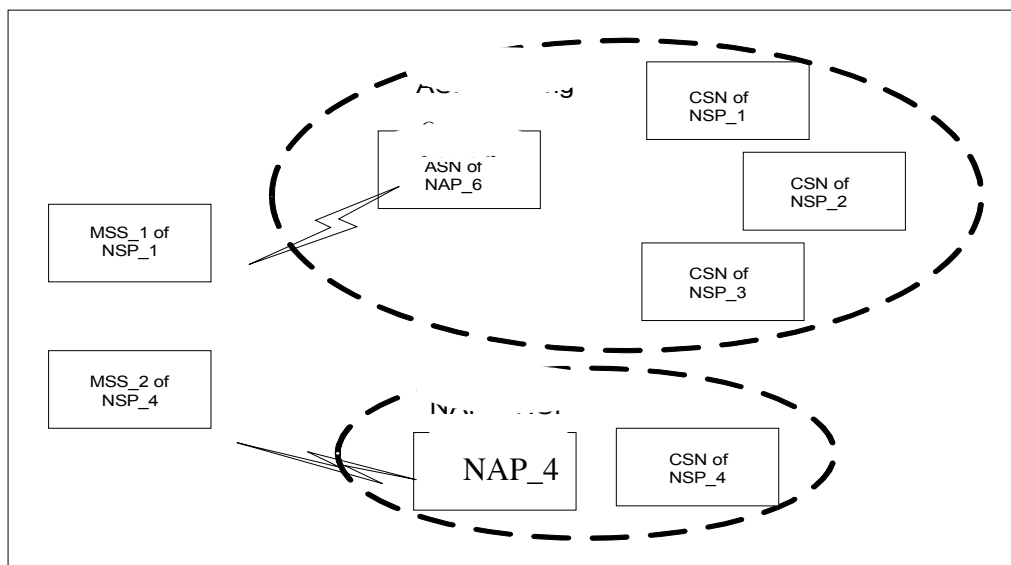 CSN of
NSP_1
ASN of
NAP_6
CSN of
NSP_2
MSS_1 of
NSP_1
CSN of
NSP_3
MSS_2 of
NSP_4
NAP_4
CSN of
NSP_4